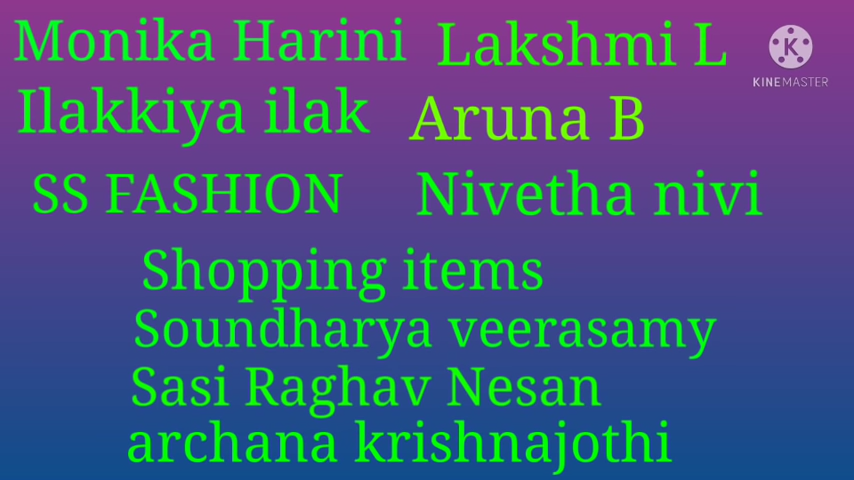 Monika Harini Lakshmi L
KINEMASTER
Ilakkiya ilak Aruna B
SS FASHION Nivetha nivi
Shopping items
Soundharya veerasamy
Sasi Raghav Nesan
archana krishnajothi